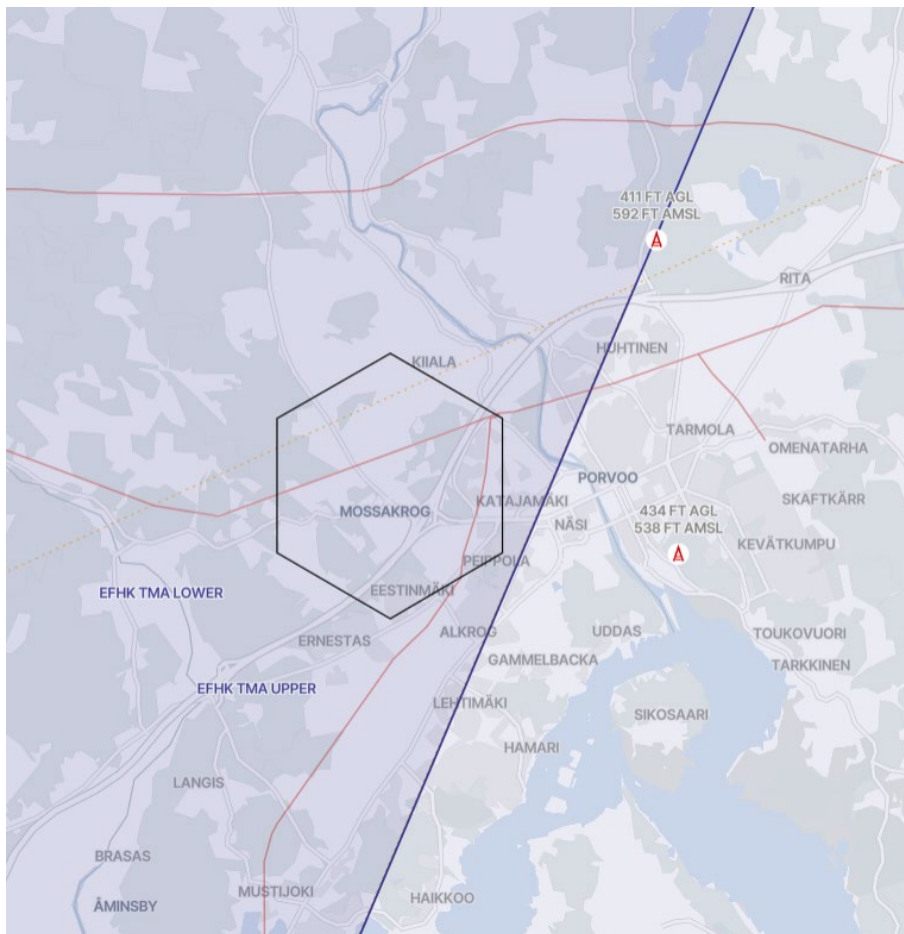 411 FT AGL
592 FT AMSL
RITA
HUHTINEN
KIIALA
TARMOLA
OMENATARHA
PORVOO
SKAFTKÄRR
KATAJAMÄKI
MOSSAKROG
434 FT AGL
538 FT AMSL
NÄSI
KEVÄTKUMPU
PEIPPOLA
EESTINMÄKI
EFHK TMA LOWER
ERNESTAS
ALKROG
UDDAS
TOUKOVUORI
GAMMELBACKA
TARKKINEN
EFHK TMA UPPER
LEHTIMÄKI
SIKOSAARI
HAMARI
LANGIS
BRASAS
MUSTIJOKI
HAIKKOO
ÅMINSBY